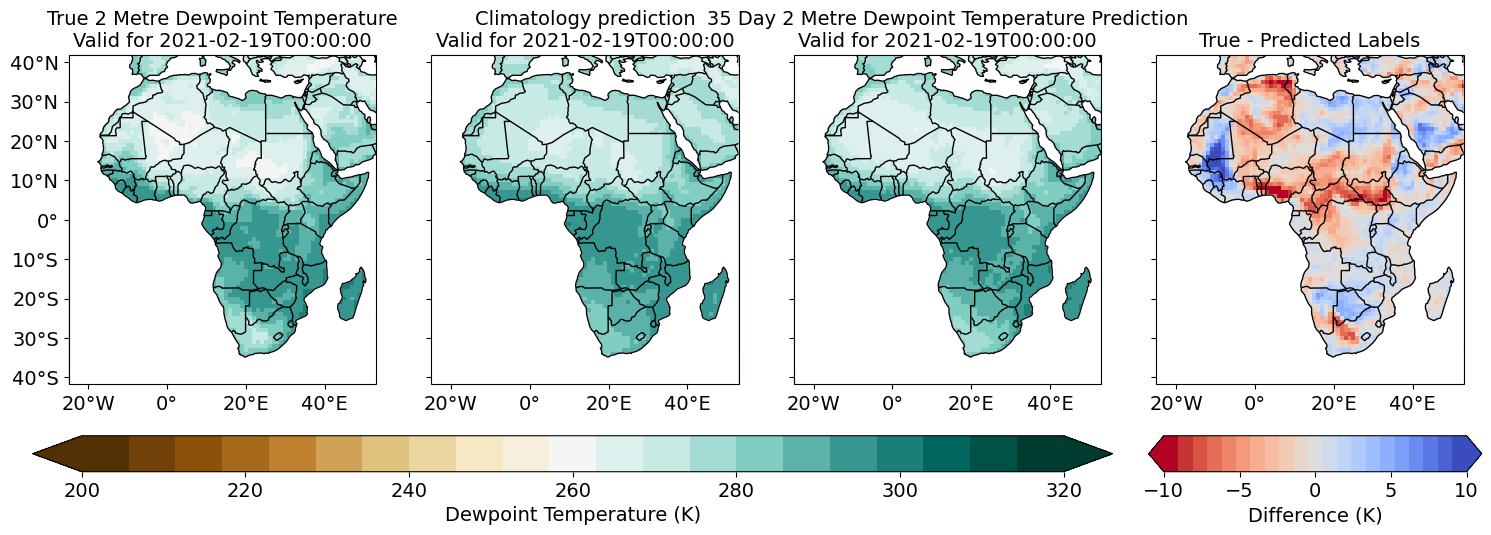 True 2 Metre Dewpoint Temperature
Valid for 2021-02-19T00:00:00
Climatology prediction  35 Day 2 Metre Dewpoint Temperature Prediction
Valid for 2021-02-19T00:00:00
Valid for 2021-02-19T00:00:00
True - Predicted Labels
40°N
30°N
20°N
10°N
0°
10°S
20°S
30°S
40°S
20°W 0° 20°E 40°E
20°W 0° 20°E 40°E
20°W 0° 20°E 40°E
20°W 0° 20°E 40°E
200 220 240 260 280 300 320
Dewpoint Temperature (K)
−10 −5 0 5 10
Difference (K)